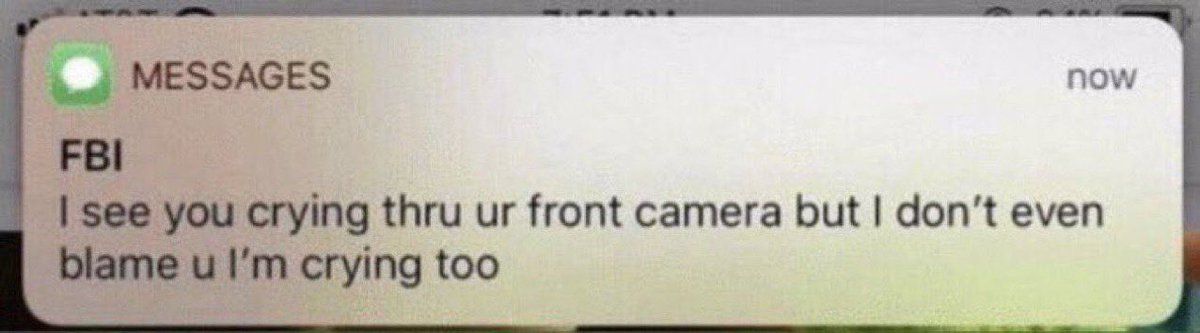 MESSAGES now
FBI
I see you crying thru ur front camera but I don't even
blame u I'm crying too